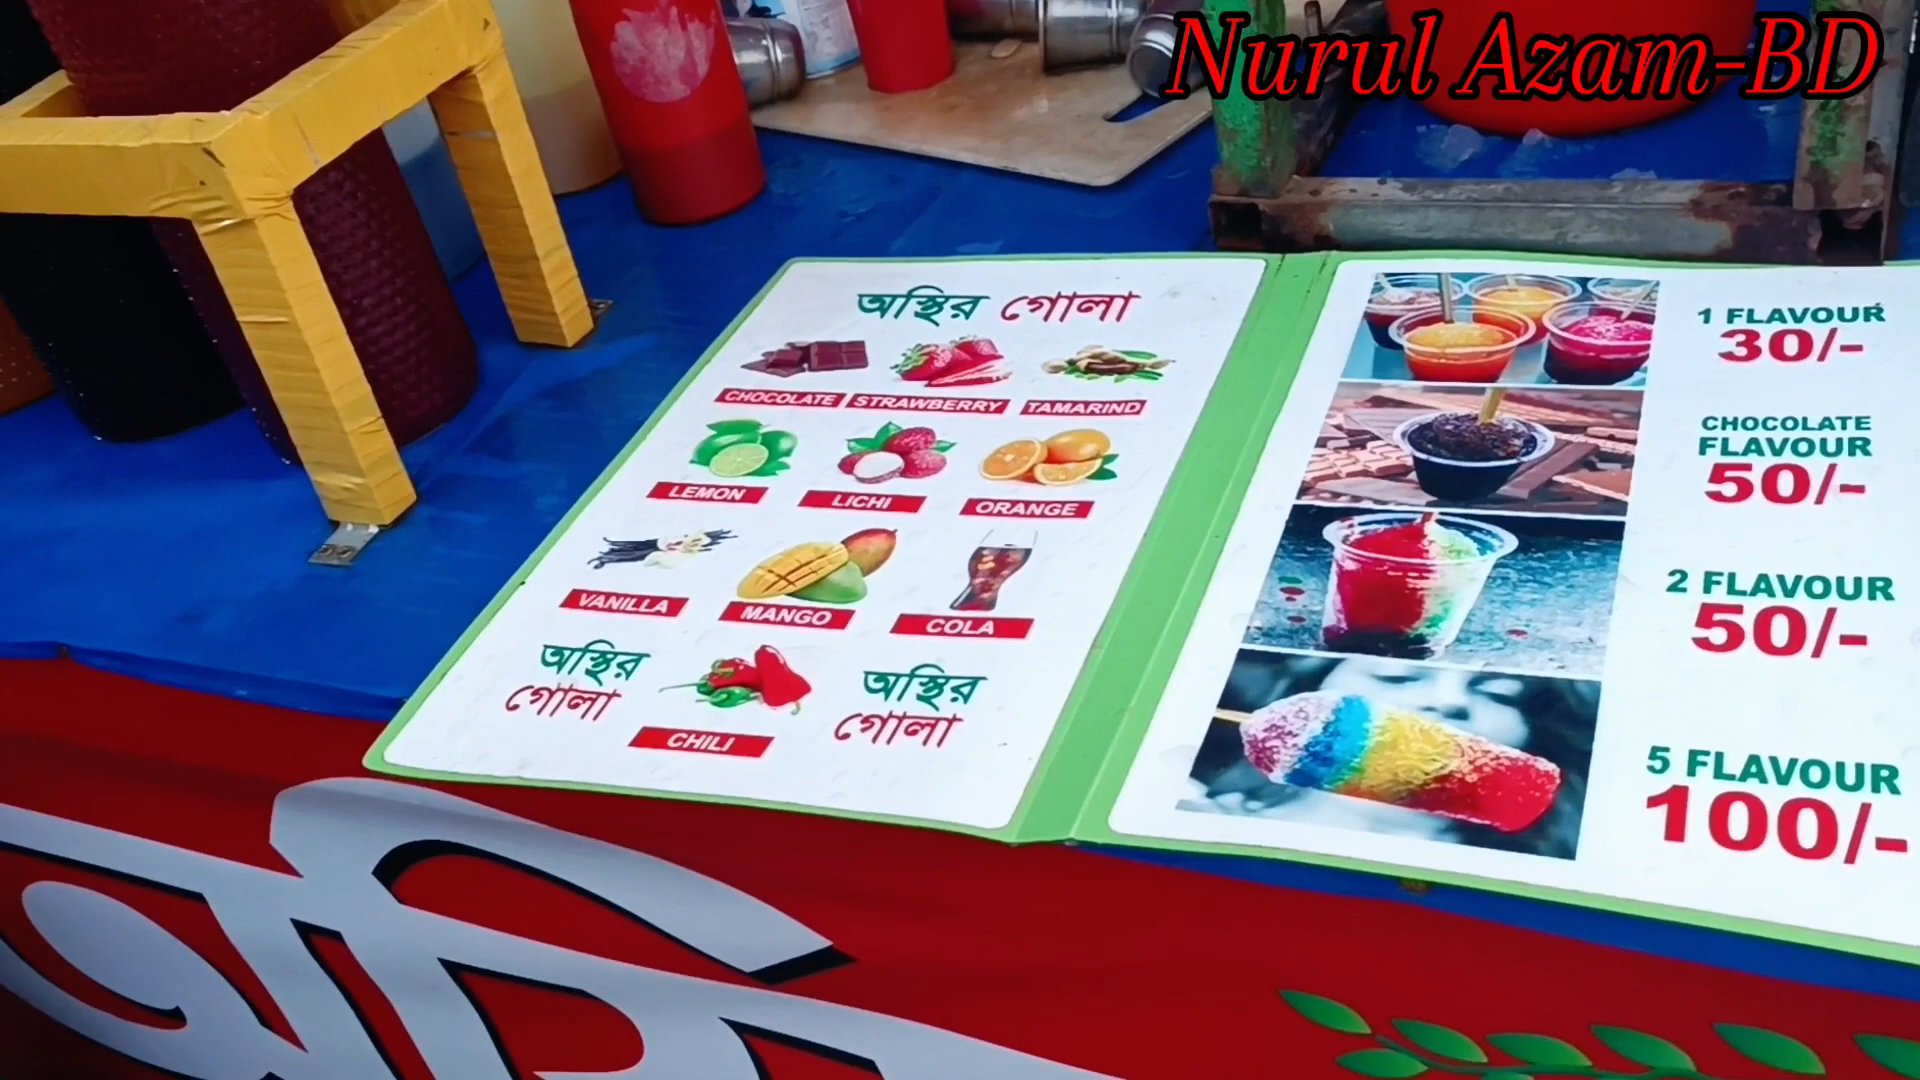 Nurul Azam-BD
অস্থির গোলা
CHOCOLATE STRAWBERRY TAMARIND
LEMON LICHI ORANGE
VANILLA MANGO COLA
অস্থির
গোলা
CHILI
অস্থির
গোলা
1 FLAVOUR
30/-
CHOCOLATE
FLAVOUR
50/-
2 FLAVOUR
50/-
5 FLAVOUR
100/-